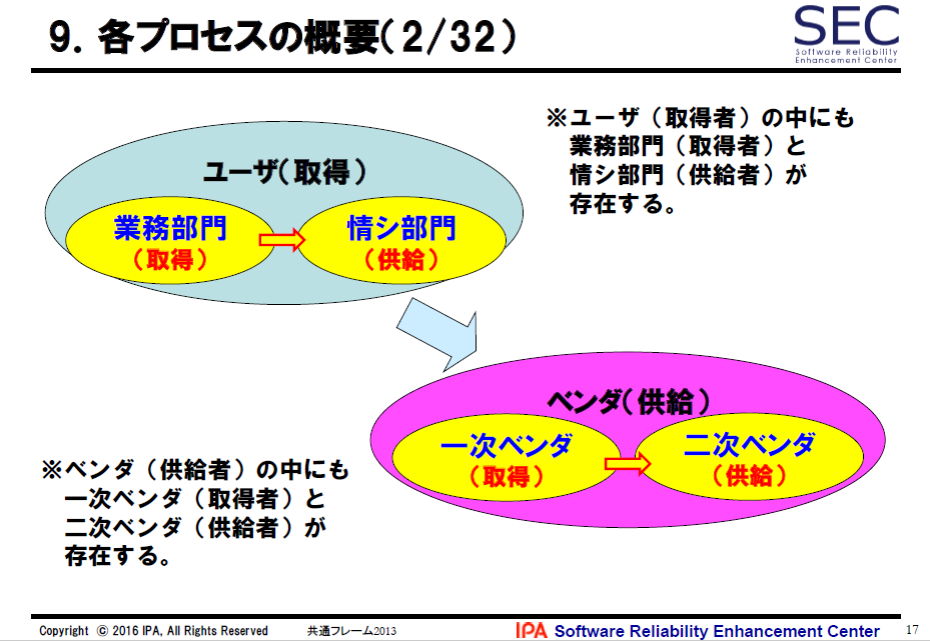 9. 各プロセスの概要(2/32)
SEC
Software Reliability
Enhancement Center
※ユーザ（取得者）の中にも
業務部門（取得者）と
情シ部門（供給者）が
存在する。
ユーザ(取得)
業務部門
（取得）
情シ部門
（供給）
ベンダ(供給)
一次ベンダ
（取得）
二次ベンダ
（供給）
※ベンダ（供給者）の中にも
一次ベンダ（取得者）と
二次ベンダ（供給者）が
存在する。
Copyright © 2016 IPA, All Rights Reserved 共通フレーム2013 IPA Software Reliability Enhancement Center 17